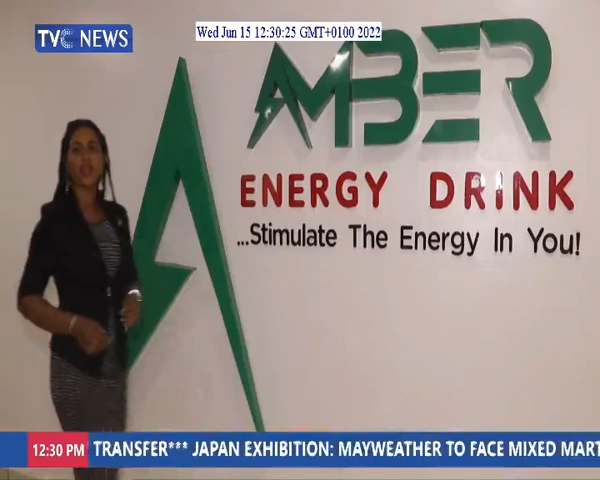 TVC NEWS
Wed Jun 15 12:30:25 GMT+0100 2022
AMBER
ENERGY DRINK
...Stimulate The Energy In You!
12:30 PM TRANSFER*** JAPAN EXHIBITION: MAYWEATHER TO FACE MIXED MART